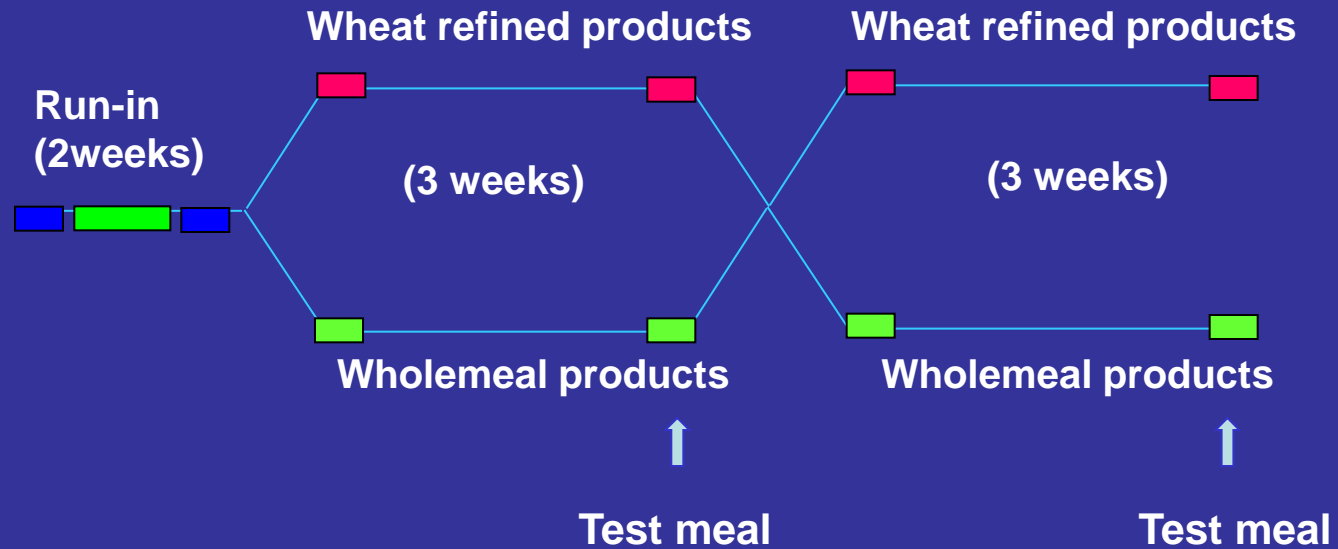 Wheat refined products
Wheat refined products
Run-in
(2weeks)
(3 weeks)
(3 weeks)
Wholemeal products
Wholemeal products
Test meal
Test meal